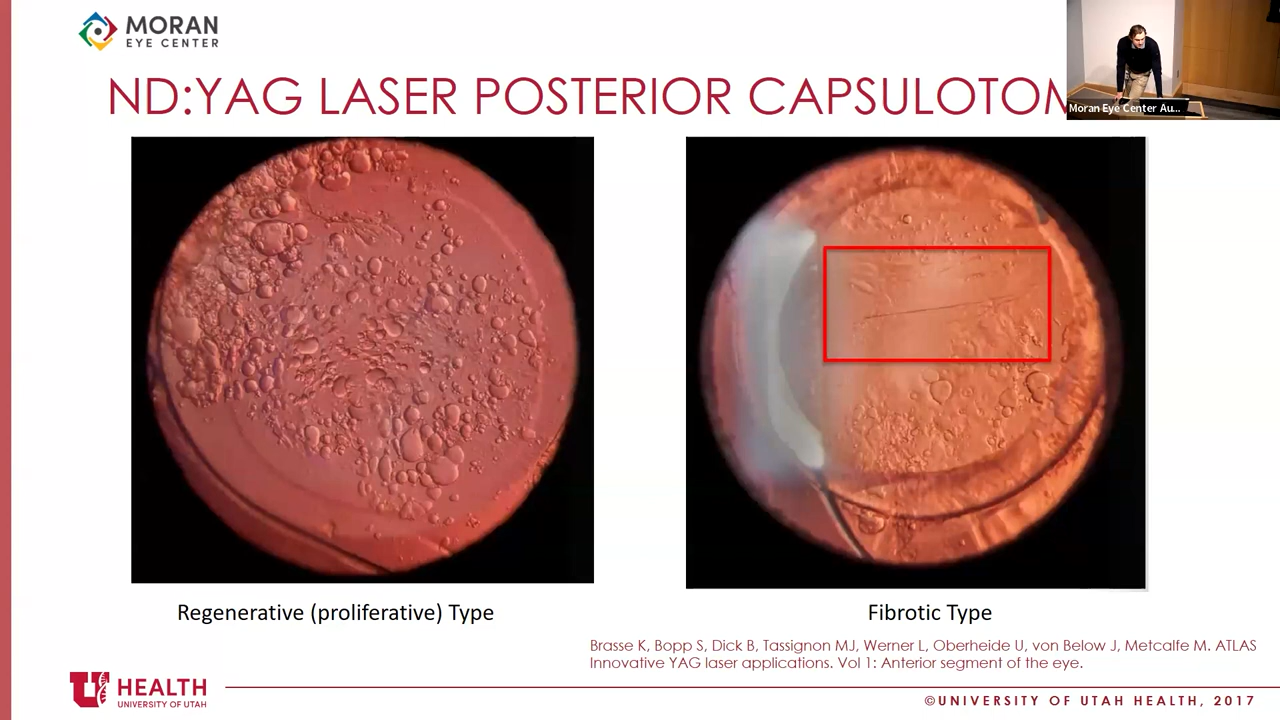 MORAN
EYE CENTER
ND:YAG LASER POSTERIOR CAPSULOTOM
Moran Eye Center Au...
Regenerative (proliferative) Type
Fibrotic Type
Brasse K, Bopp S, Dick B, Tassignon MJ, Werner L, Oberheide U, von Below J, Metcalfe M. ATLAS
Innovative YAG laser applications. Vol 1: Anterior segment of the eye.
U HEALTH
UNIVERSITY OF UTAH
©UNIVERSITY OF UTAH HEALTH, 2017